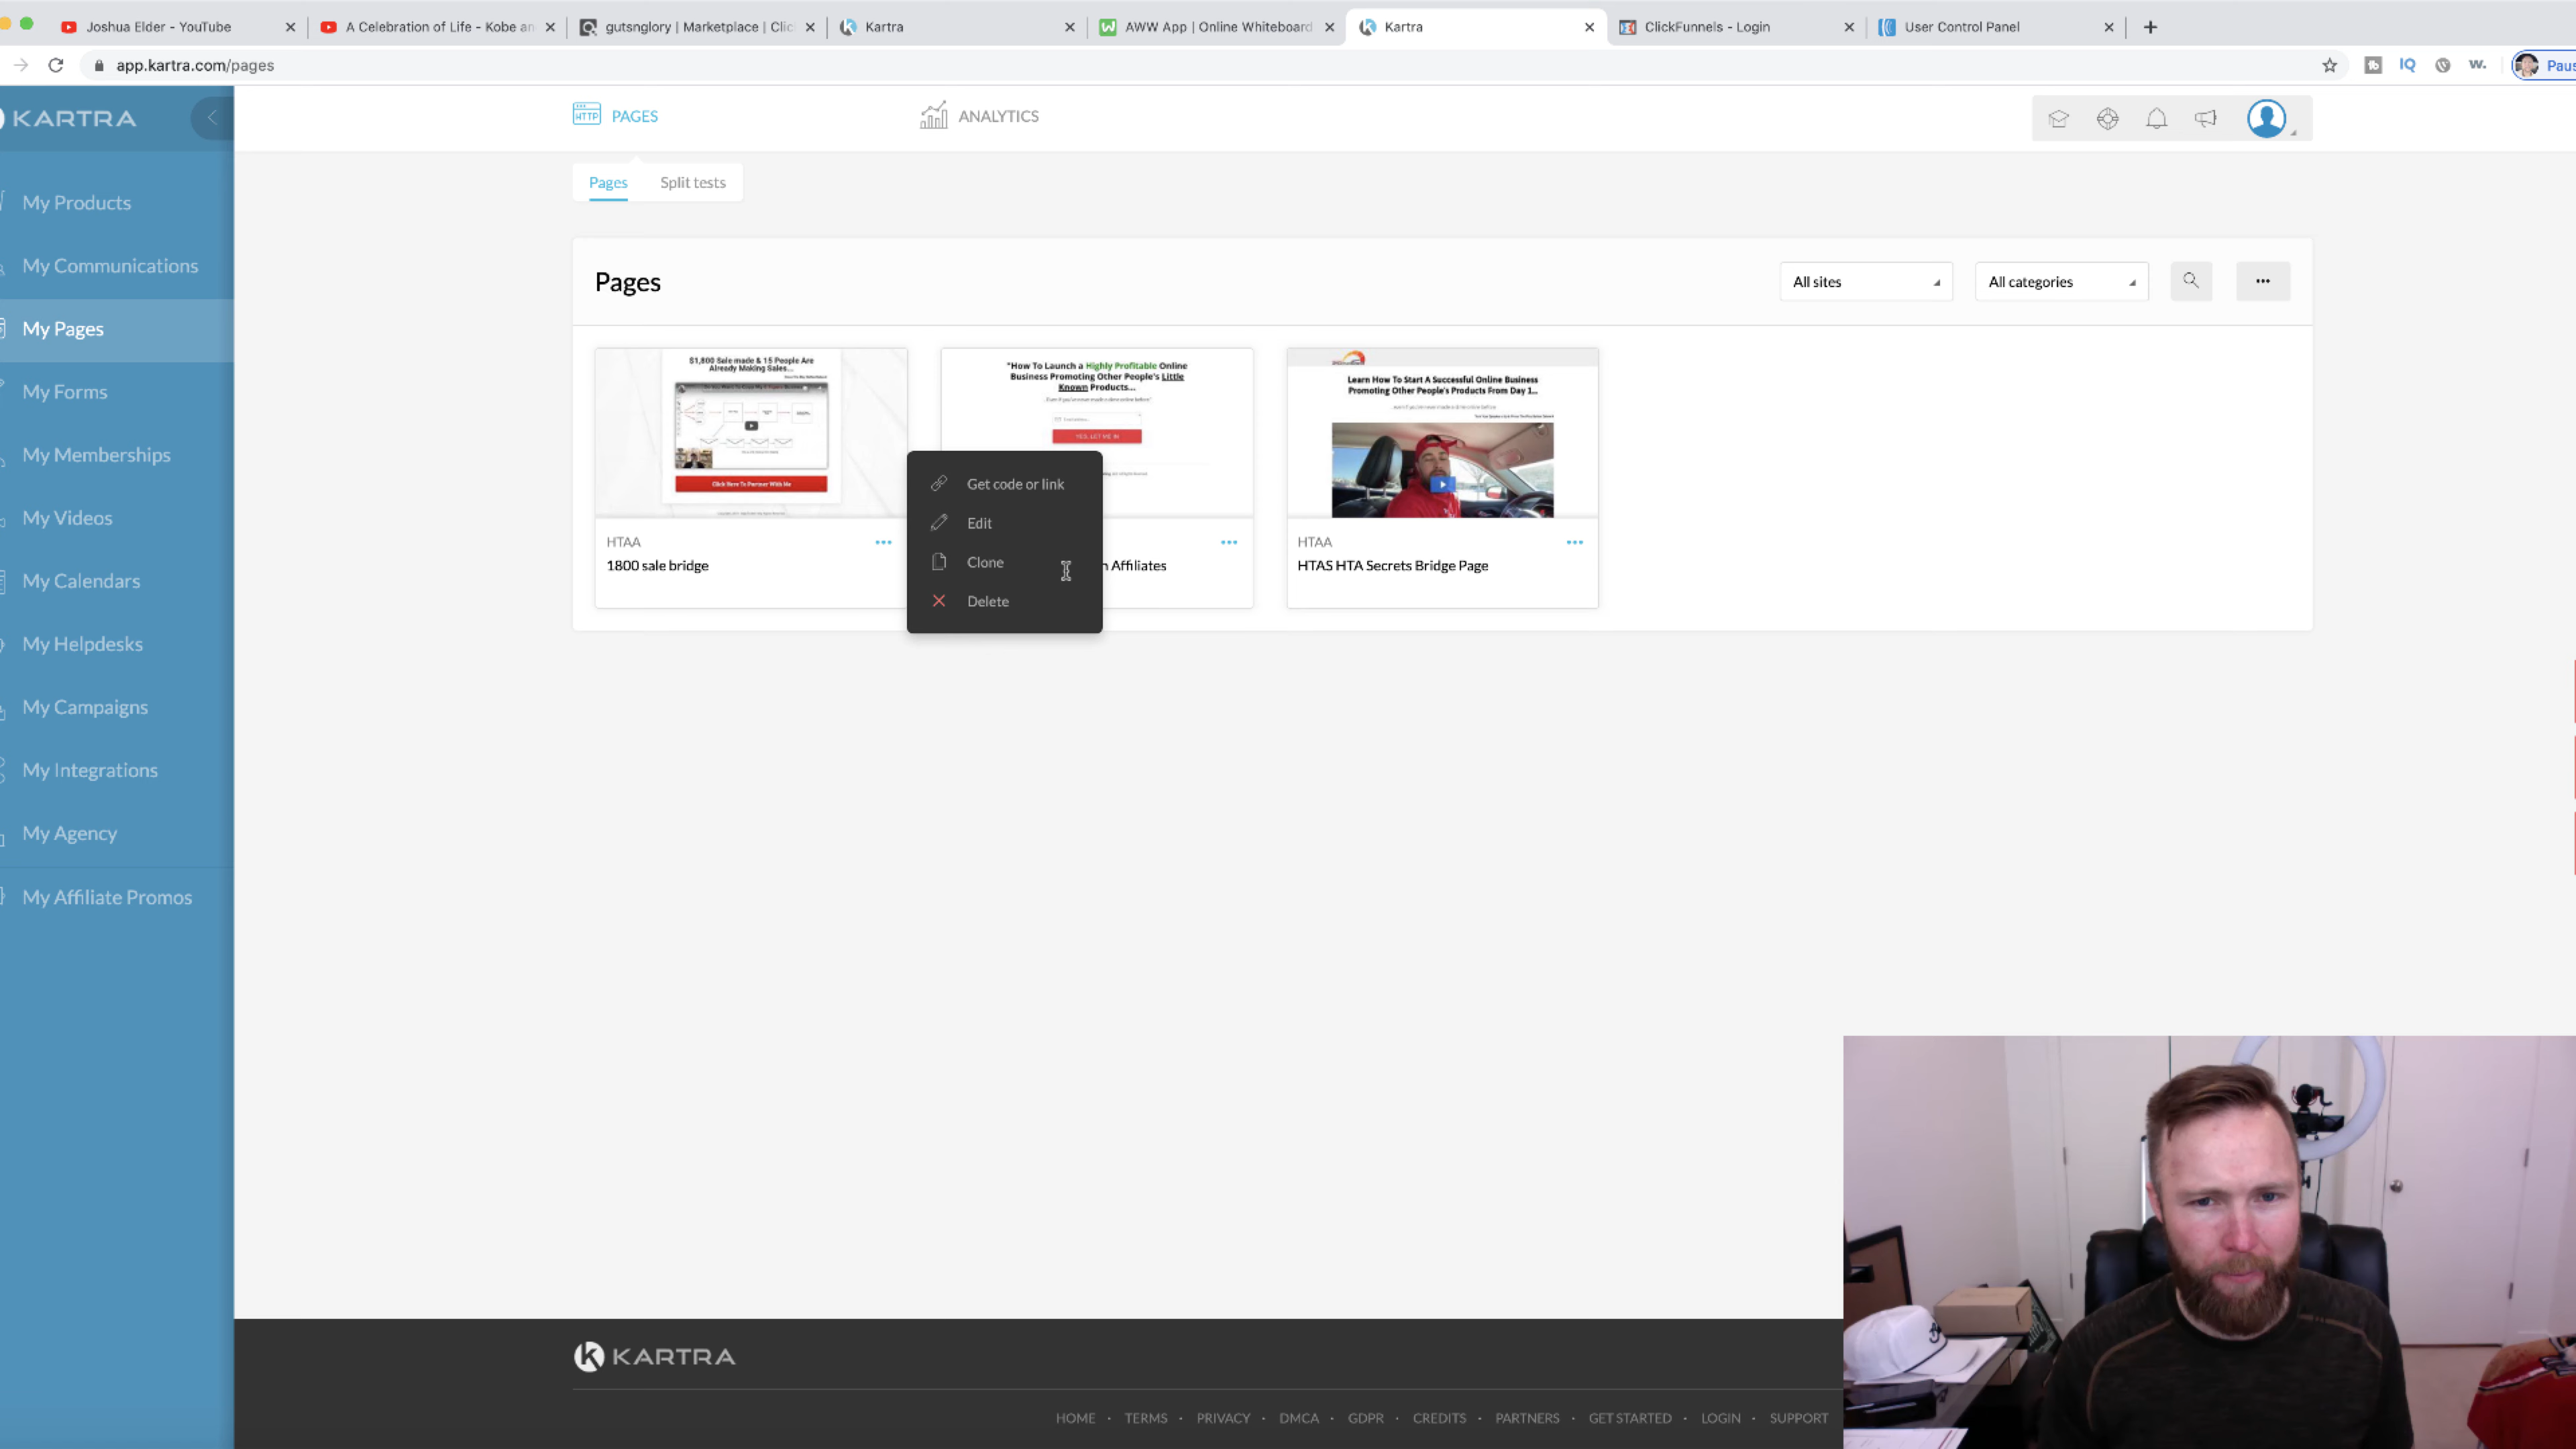 Joshua Elder - YouTube
A Celebration of Life - Kobe an
gutsnglory | Marketplace | Clic
Kartra
AWW App | Online Whiteboard
Kartra
ClickFunnels - Login
User Control Panel
app.kartra.com/pages
IQ
w.
Paus
KARTRA
HTTP PAGES
ANALYTICS
Pages
Split tests
My Products
My Communications
My Pages
My Forms
My Memberships
My Videos
My Calendars
My Helpdesks
My Campaigns
My Integrations
My Agency
My Affiliate Promos
Pages
All sites
All categories
$1,800 Sale made & 15 People Are
Already Making Sales...
Click Here To Partner With Me
HTAA
1800 sale bridge
"How To Launch a Highly Profitable Online
Business Promoting Other People's Little
Known Products...
YES, LET ME IN
Affiliates
Get code or link
Edit
Clone
Delete
Learn How To Start A Successful Online Business
Promoting Other People's Products From Day 1...
HTAA
HTAS HTA Secrets Bridge Page
KARTRA
HOME · TERMS · PRIVACY · DMCA · GDPR · CREDITS · PARTNERS · GET STARTED · LOGIN · SUPPORT